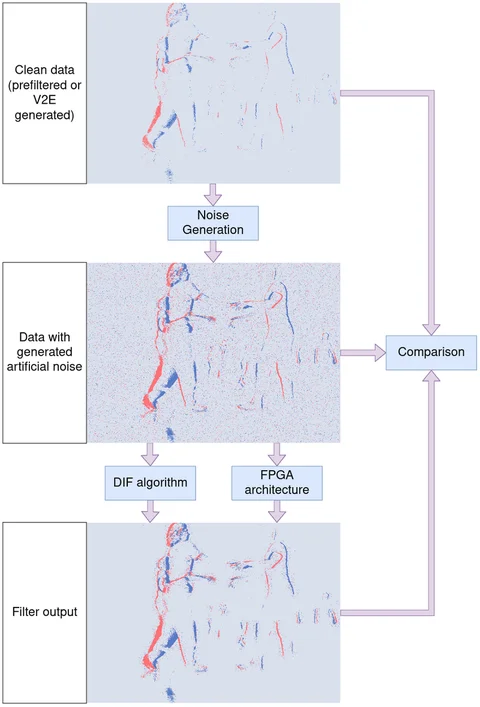 Clean data
(prefiltered or
V2E
generated)
Noise
Generation
Data with
generated
artificial noise
Comparison
DIF algorithm
FPGA
architecture
Filter output